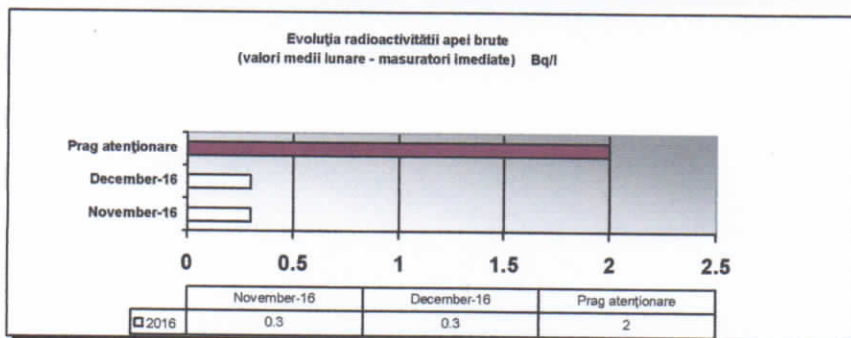 Evoluția radioactivitătii apei brute
(valori medii lunare - masuratori imediate) Bq/l
Prag atenționare
December-16
November-16
0 0.5 1 1.5 2 2.5
November-16 December-16 Prag atenționare
2016 0.3 0.3 2